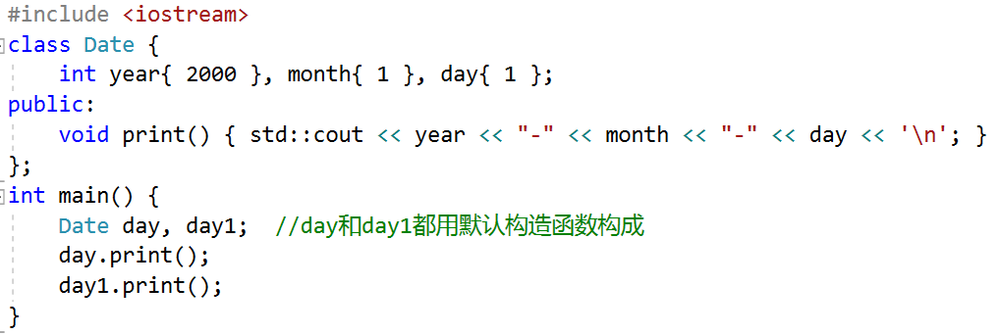 #include <iostream>
class Date {
    int year{ 2000 }, month{ 1 }, day{ 1 };
public:
    void print() { std::cout << year << "-" << month << "-" << day << '\n'; }
};
int main() {
    Date day, day1;  //day和day1都用默认构造函数构成
    day.print();
    day1.print();
}